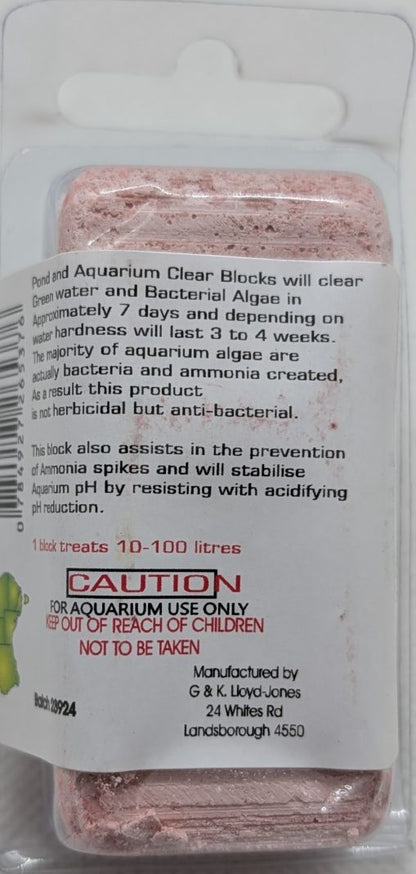 Pond and Aquarium Clear Blocks will clear
Green water and Bacterial Algae in
Approximately 7 days and depending on
water hardness will last 3 to 4 weeks.
The majority of aquarium algae are
actually bacteria and ammonia created,
As a result this product
is not herbicidal but anti-bacterial.
This block also assists in the prevention
of Ammonia spikes and will stabilise
Aquarium pH by resisting with acidifying
pH reduction.
1 block treats 10-100 litres
CAUTION
FOR AQUARIUM USE ONLY
KEEP OUT OF REACH OF CHILDREN
NOT TO BE TAKEN
Manufactured by
G & K. Lloyd-Jones
24 Whites Rd
Landsborough 4550
Batch 28924